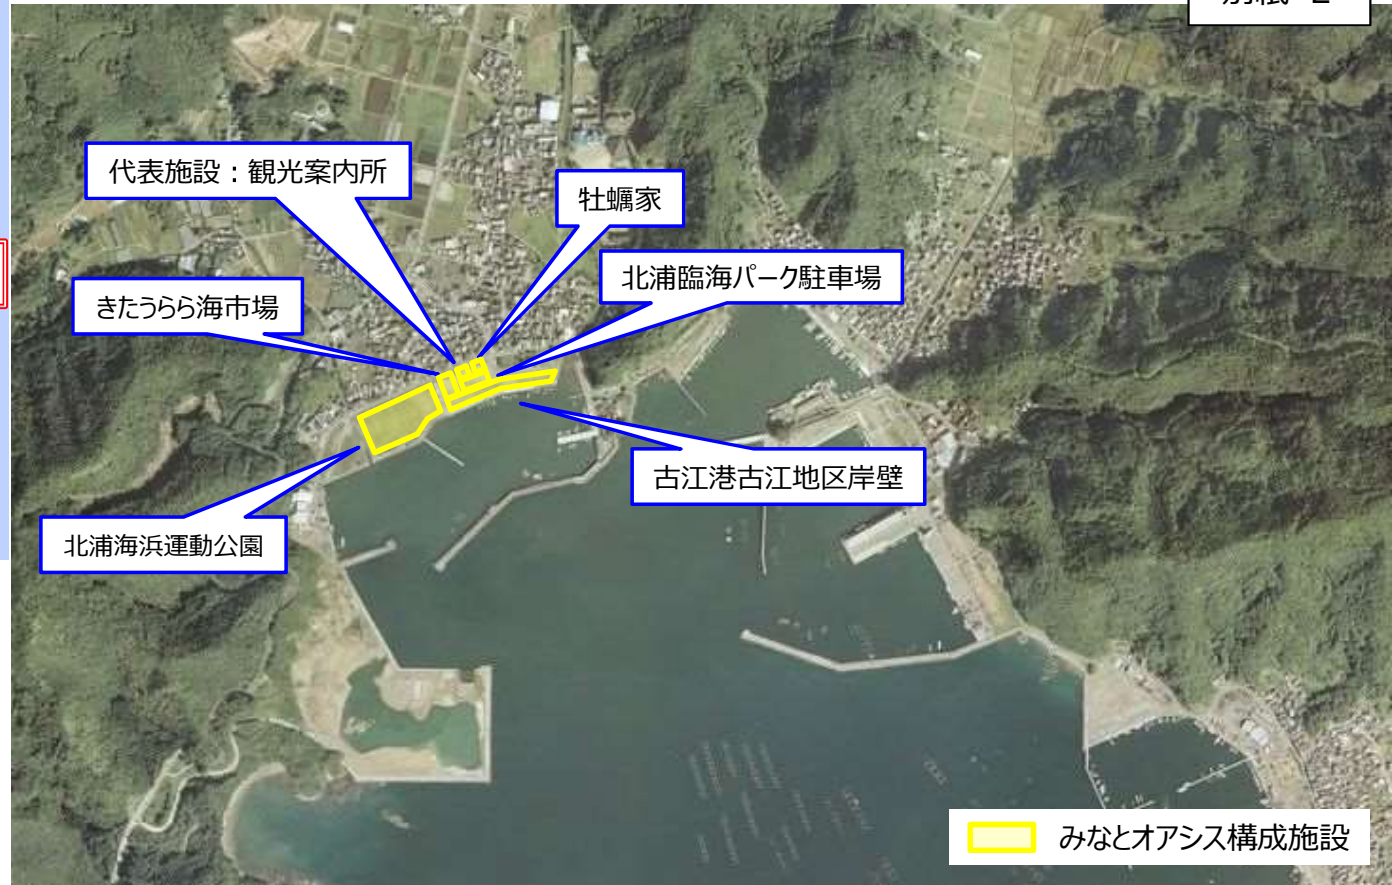 代表施設：観光案内所
牡蠣家
北浦臨海パーク駐車場
きたうらら海市場
古江港古江地区岸壁
北浦海浜運動公園
みなとオアシス構成施設